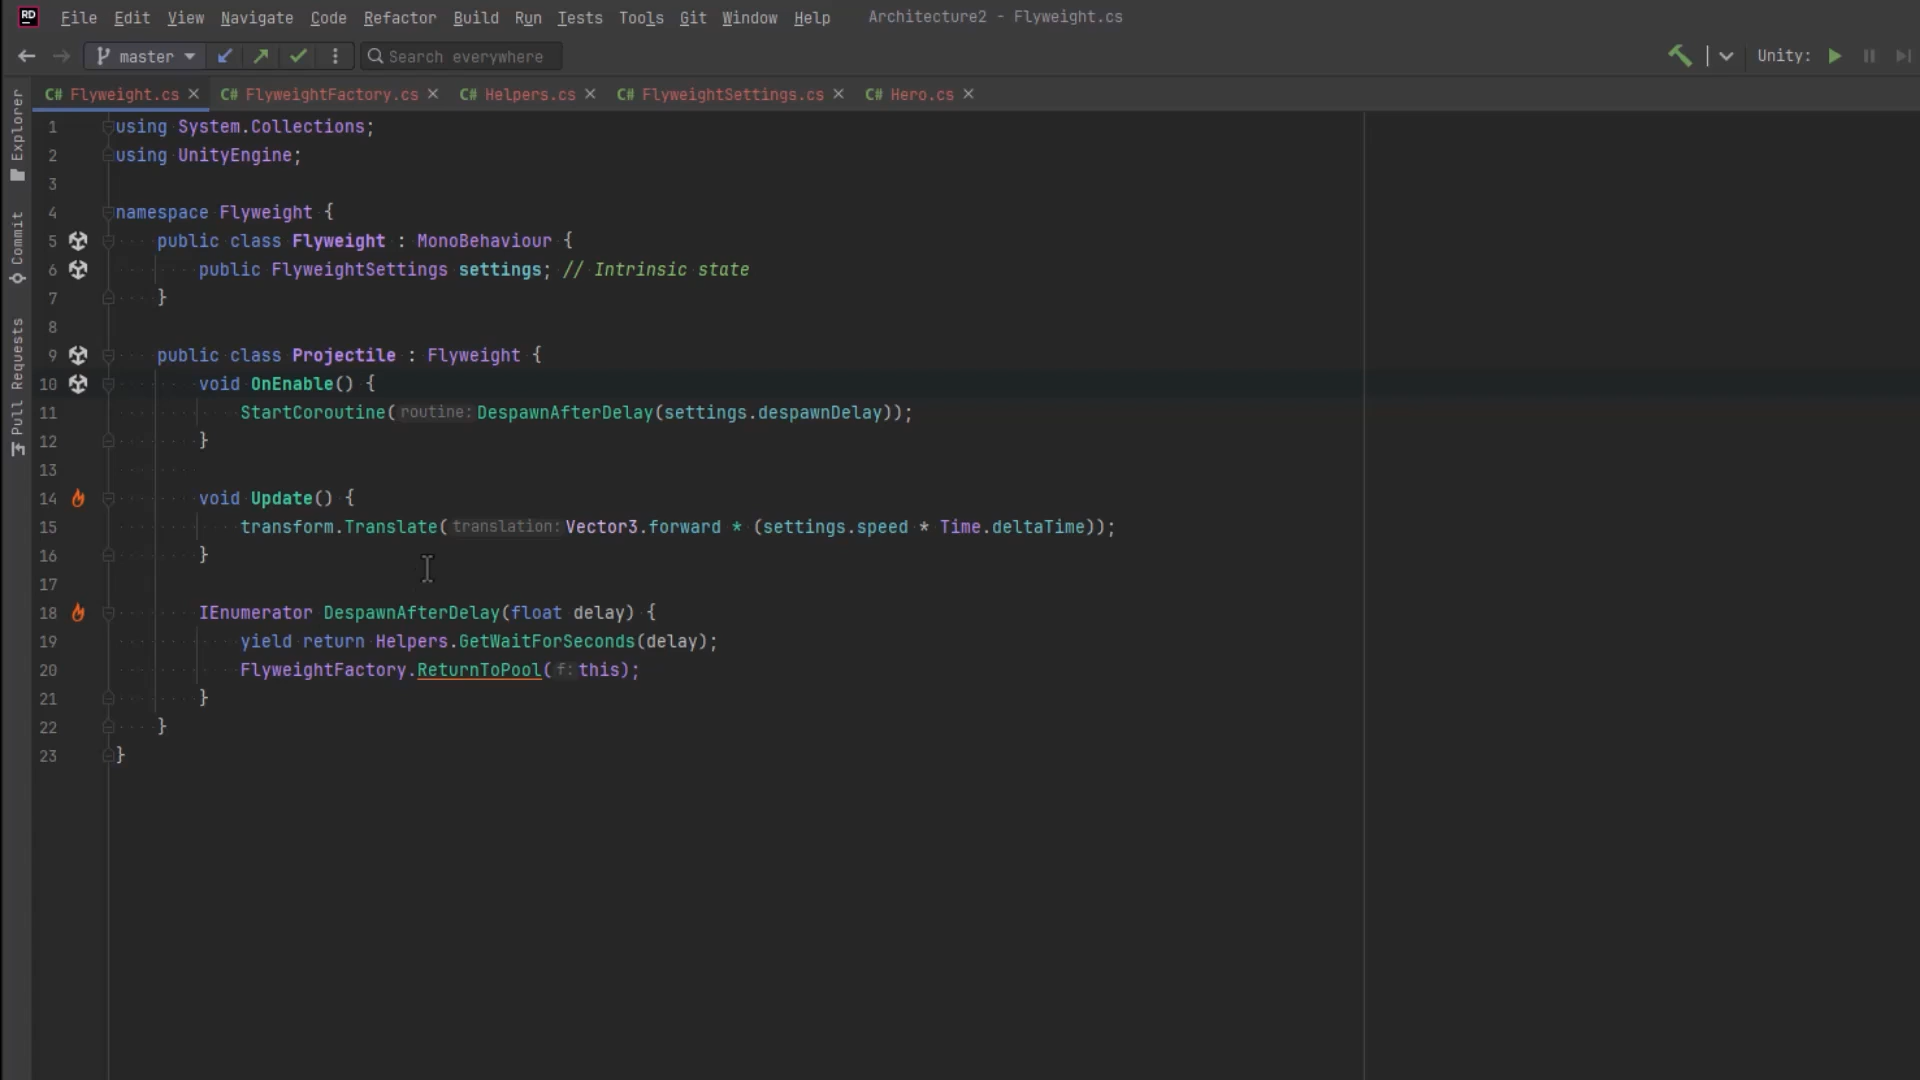 RD File Edit View Navigate Code Refactor Build Run Tests Tools Git Window Help Architecture2 - Flyweight.cs
master Search everywhere Unity:
C# Flyweight.cs C# FlyweightFactory.cs C# Helpers.cs C# FlyweightSettings.cs C# Hero.cs
Explorer
Commit
Pull Requests
1 using System.Collections;
2 using UnityEngine;
3
4 namespace Flyweight {
5 public class Flyweight : MonoBehaviour {
6 public FlyweightSettings settings; // Intrinsic state
7 }
8
9 public class Projectile : Flyweight {
10 void OnEnable() {
11 StartCoroutine( routine: DespawnAfterDelay(settings.despawnDelay));
12 }
13
14 void Update() {
15 transform.Translate( translation: Vector3.forward * (settings.speed * Time.deltaTime));
16 }
17
18 IEnumerator DespawnAfterDelay(float delay) {
19 yield return Helpers.GetWaitForSeconds(delay);
20 FlyweightFactory.ReturnToPool( f: this);
21 }
22 }
23 }